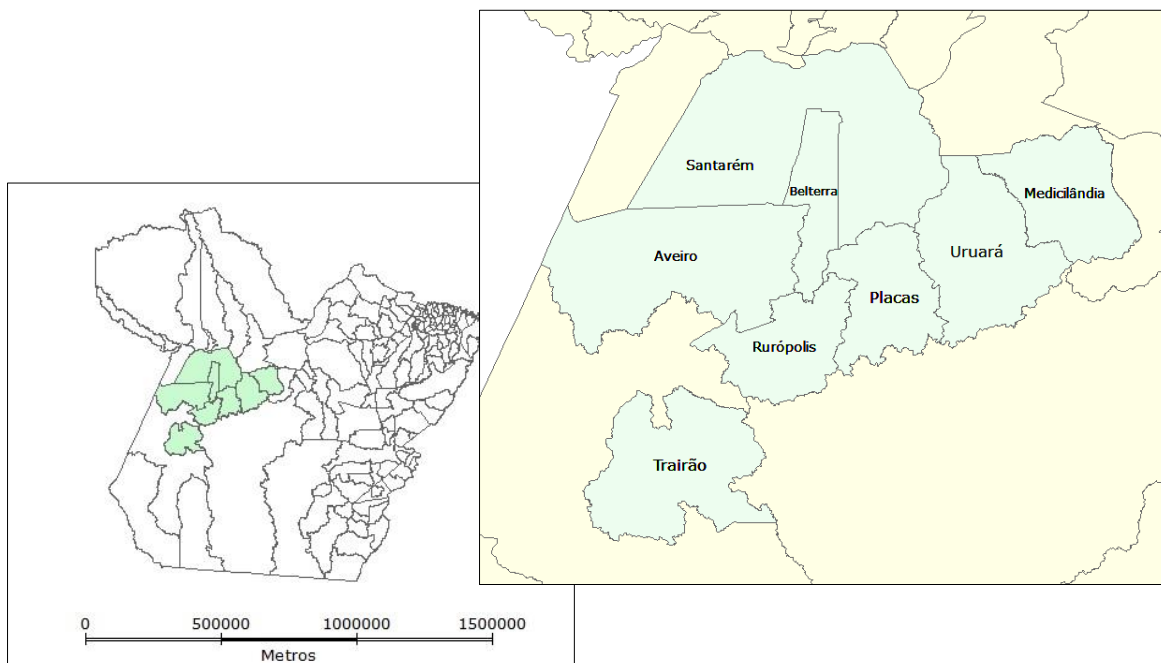 Santarém
Belterra
Medicilândia
Aveiro
Uruará
Placas
Rurópolis
Trairão
0 500000 1000000 1500000
Metros